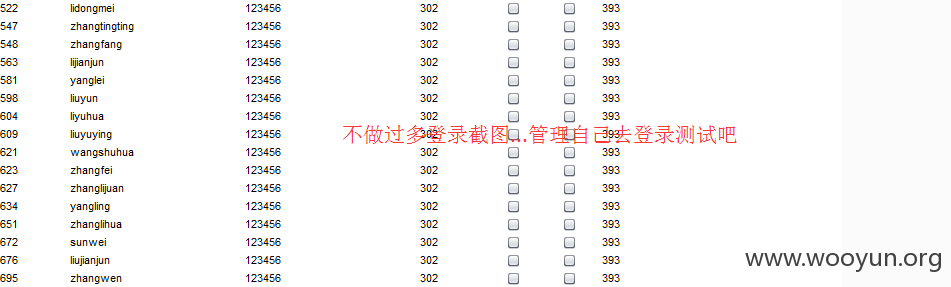 522 lidongmei 123456 302 393
547 zhangtingting 123456 302 393
548 zhangfang 123456 302 393
563 lijianjun 123456 302 393
581 yanglei 123456 302 393
598 liuyun 123456 302 393
604 liyuhua 123456 302 393
609 liuyuying 123456 302 393
不做过多登录截图...管理自己去登录测试吧
621 wangshuhua 123456 302 393
623 zhangfei 123456 302 393
627 zhanglijuan 123456 302 393
634 yangling 123456 302 393
651 zhanglihua 123456 302 393
672 sunwei 123456 302 393
676 liujianjun 123456 302 393
www.wooyun.org
695 zhangwen 123456 302 393